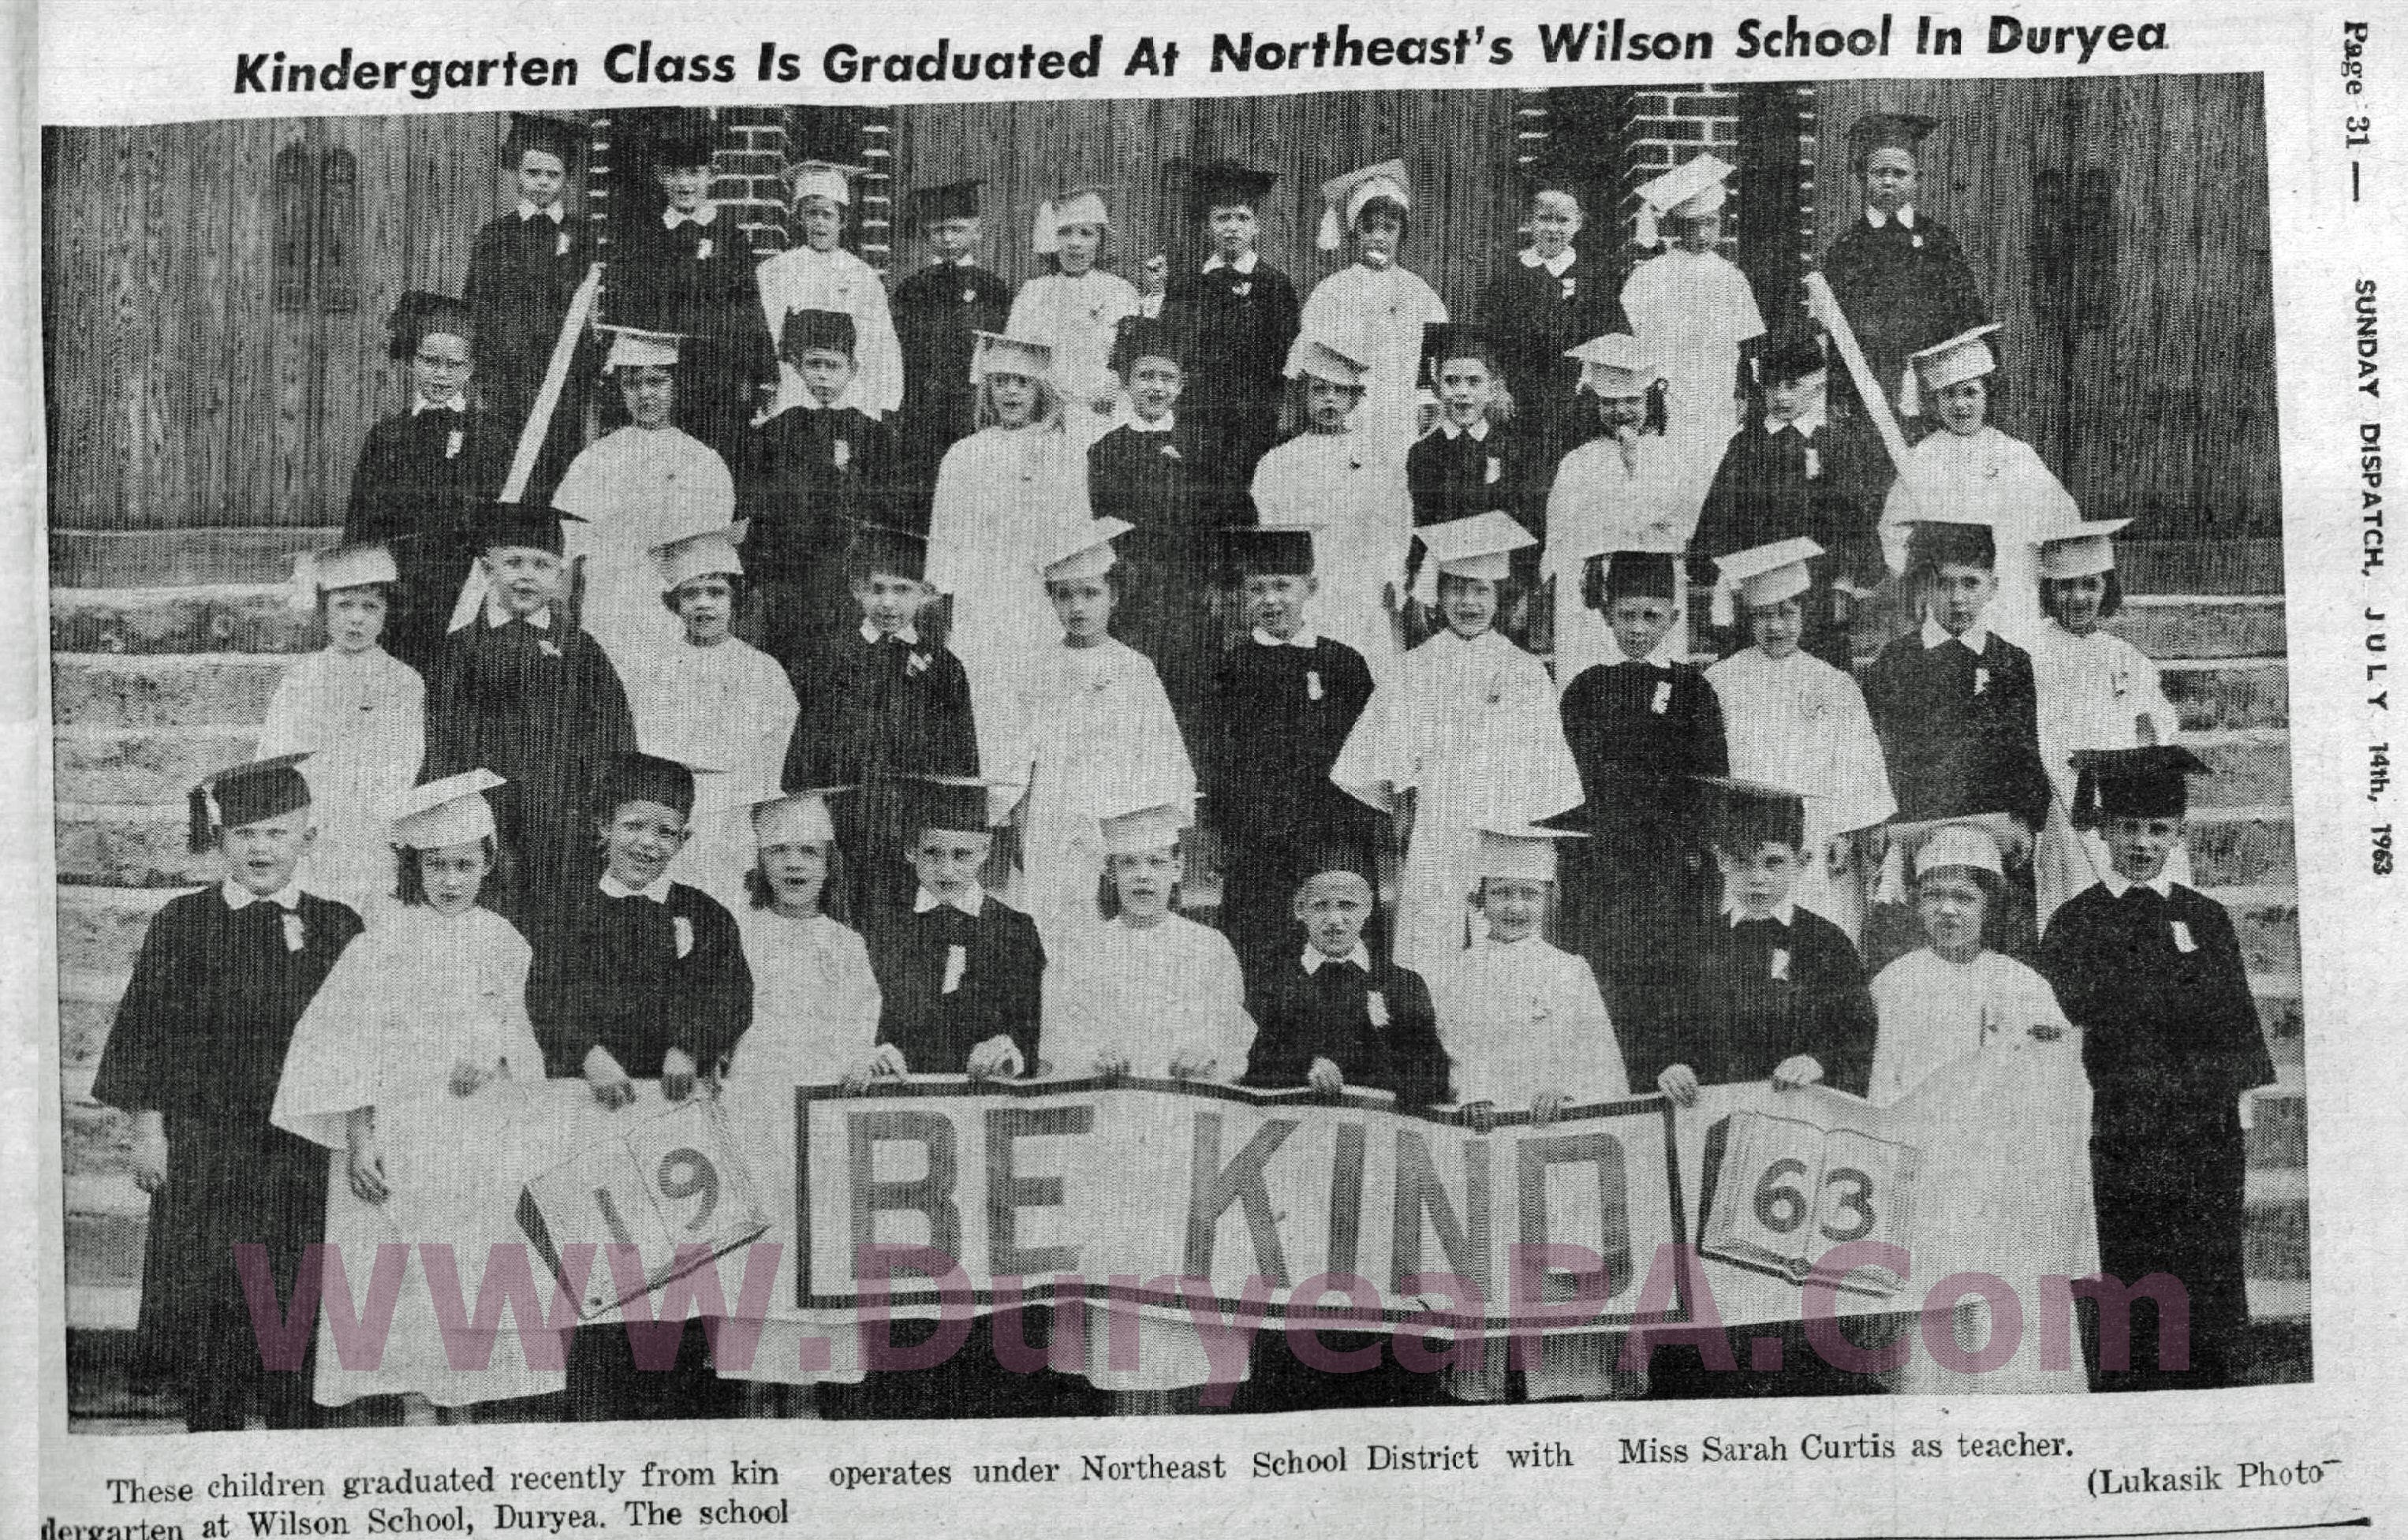 Kindergarten Class Is Graduated At Northeast's Wilson School In Duryea
Page 31 — SUNDAY DISPATCH, JULY 14th, 1963
19
BE KIND
63
www.DuryeaPA.Com
These children graduated recently from kin
dergarten at Wilson School, Duryea. The school
operates under Northeast School District with
Miss Sarah Curtis as teacher.
(Lukasik Photo